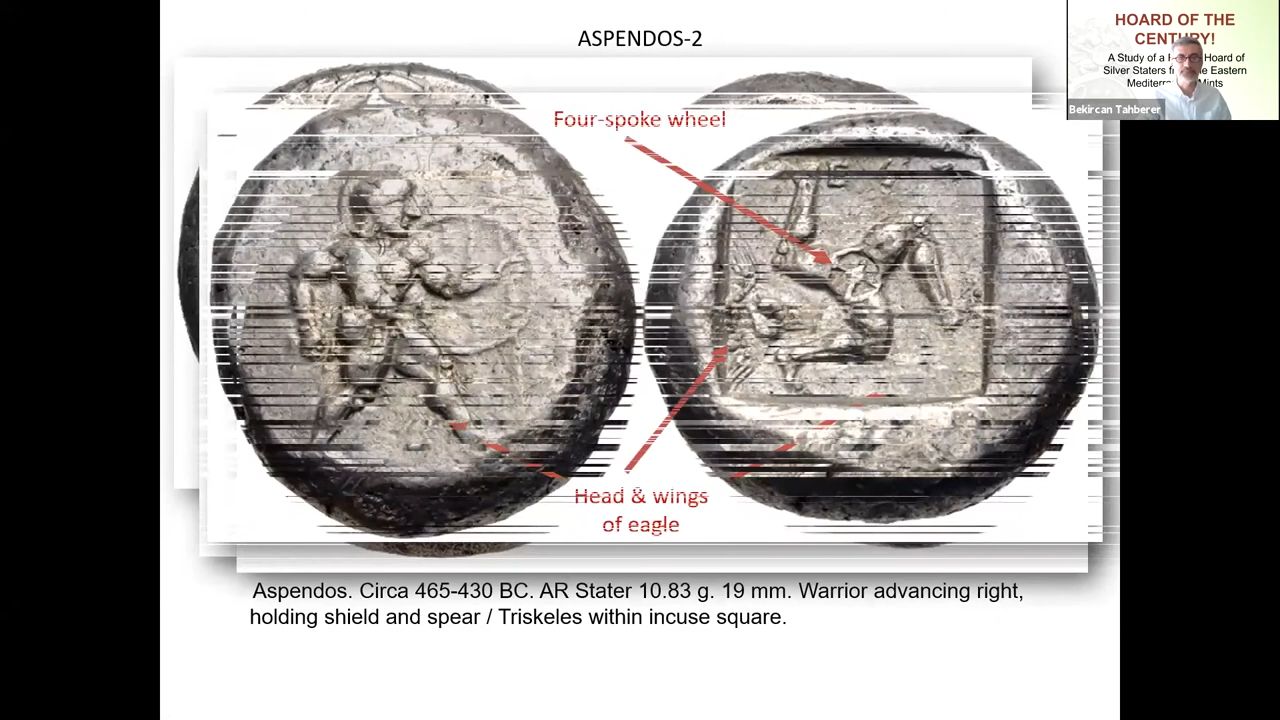 ASPENDOS-2
HOARD OF THE
CENTURY!
A Study of a Hoard of
Silver Staters Eastern
Mints
Bekircan Tahberer
Four-spoke wheel
Head & wings
of eagle
Aspendos. Circa 465-430 BC. AR Stater 10.83 g. 19 mm. Warrior advancing right,
holding shield and spear / Triskeles within incuse square.